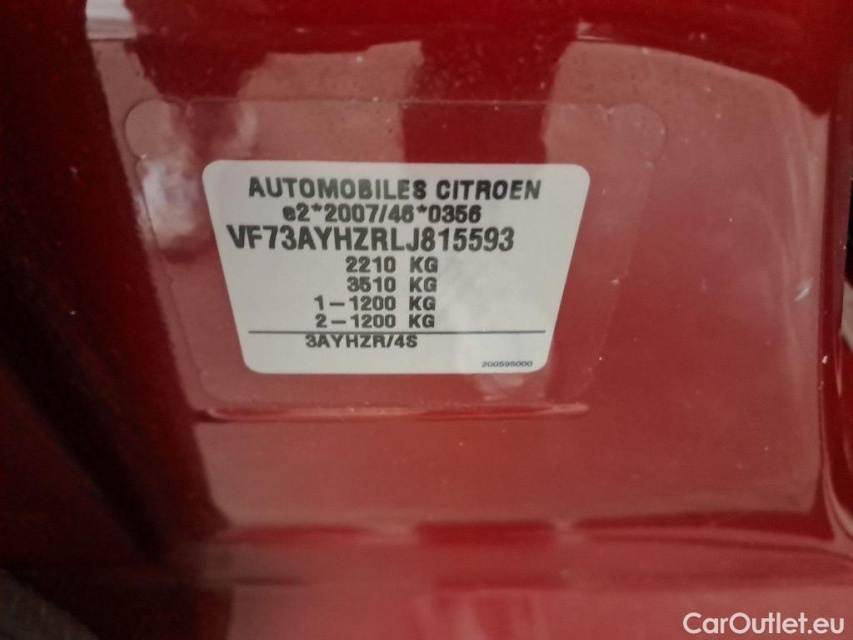 AUTOMOBILES CITROEN
e2*2007/46*0356
VF73AYHZRLJ815593
2210 KG
3510 KG
1-1200 KG
2-1200 KG
3AYHZR/4S
20059S000
CarOutlet.eu